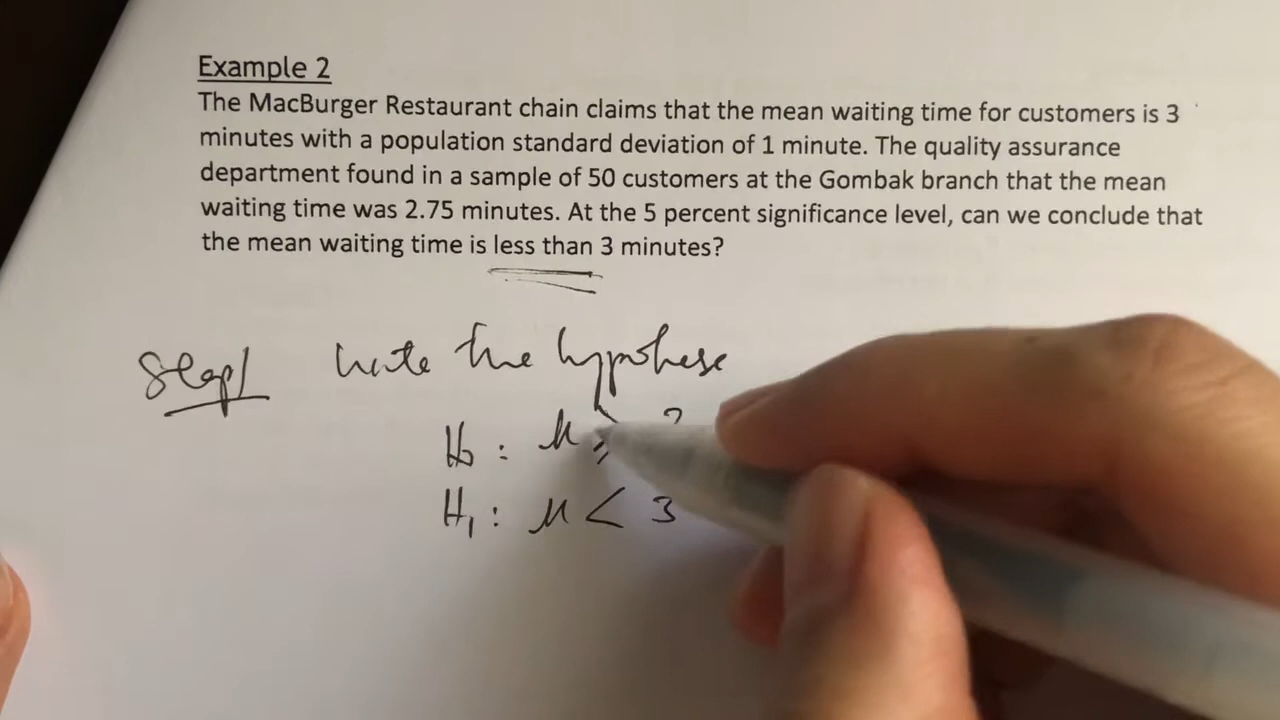 Example 2
The MacBurger Restaurant chain claims that the mean waiting time for customers is 3
minutes with a population standard deviation of 1 minute. The quality assurance
department found in a sample of 50 customers at the Gombak branch that the mean
waiting time was 2.75 minutes. At the 5 percent significance level, can we conclude that
the mean waiting time is less than 3 minutes?
Step 1 write the hypothese
H₀ : μ ≥
H₁ : μ < 3